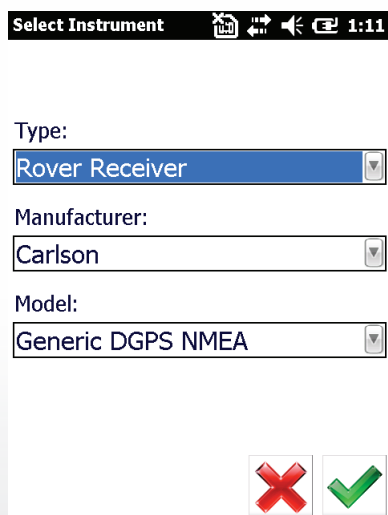 Select Instrument 1:11
Type:
Rover Receiver
Manufacturer:
Carlson
Model:
Generic DGPS NMEA